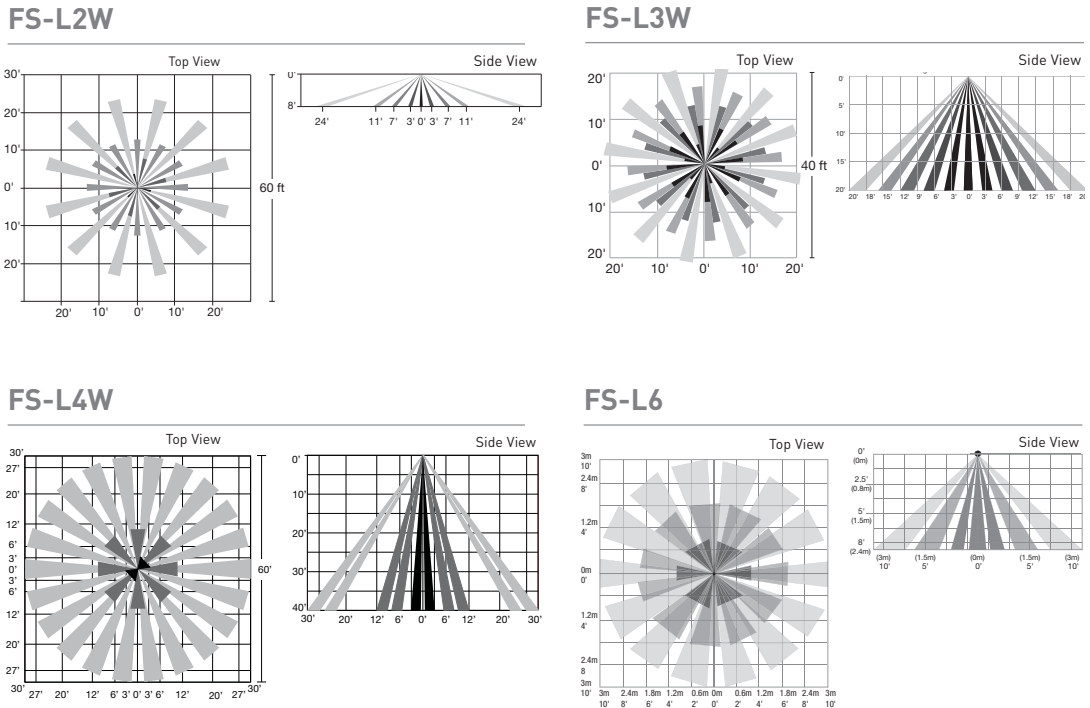 FS-L2W
Top View
Side View
30'
20'
10'
0'
10'
20'
60 ft
20' 10' 0' 10' 20'
0'
8'
24' 11' 7' 3' 0' 3' 7' 11' 24'
FS-L3W
Top View
Side View
20'
10'
0'
10'
20'
40 ft
20' 10' 0' 10' 20'
0'
5'
10'
15'
20'
20' 18' 15' 12' 9' 6' 3' 0' 3' 6' 9' 12' 15' 18' 20'
FS-L4W
Top View
Side View
30'
27'
20'
12'
6'
3'
0'
3'
6'
12'
20'
27'
30'
60'
27' 20' 12' 6' 3' 0' 3' 6' 12' 20' 27' 30'
0'
10'
20'
30'
40'
30' 20' 12' 6' 0' 6' 12' 20' 30'
FS-L6
Top View
Side View
3m
10'
2.4m
8'
1.2m
4'
0m
0'
1.2m
4'
2.4m
8
3m
10'
3m 2.4m 1.8m 1.2m 0.6m 0m 0.6m 1.2m 1.8m 2.4m 3m
10' 8' 6' 4' 2' 0' 2' 4' 6' 8' 10'
0'
(0m)
2.5'
(0.8m)
5'
(1.5m)
8'
(2.4m)
(3m) (1.5m) (0m) (1.5m) (3m)
10' 5' 0' 5' 10'